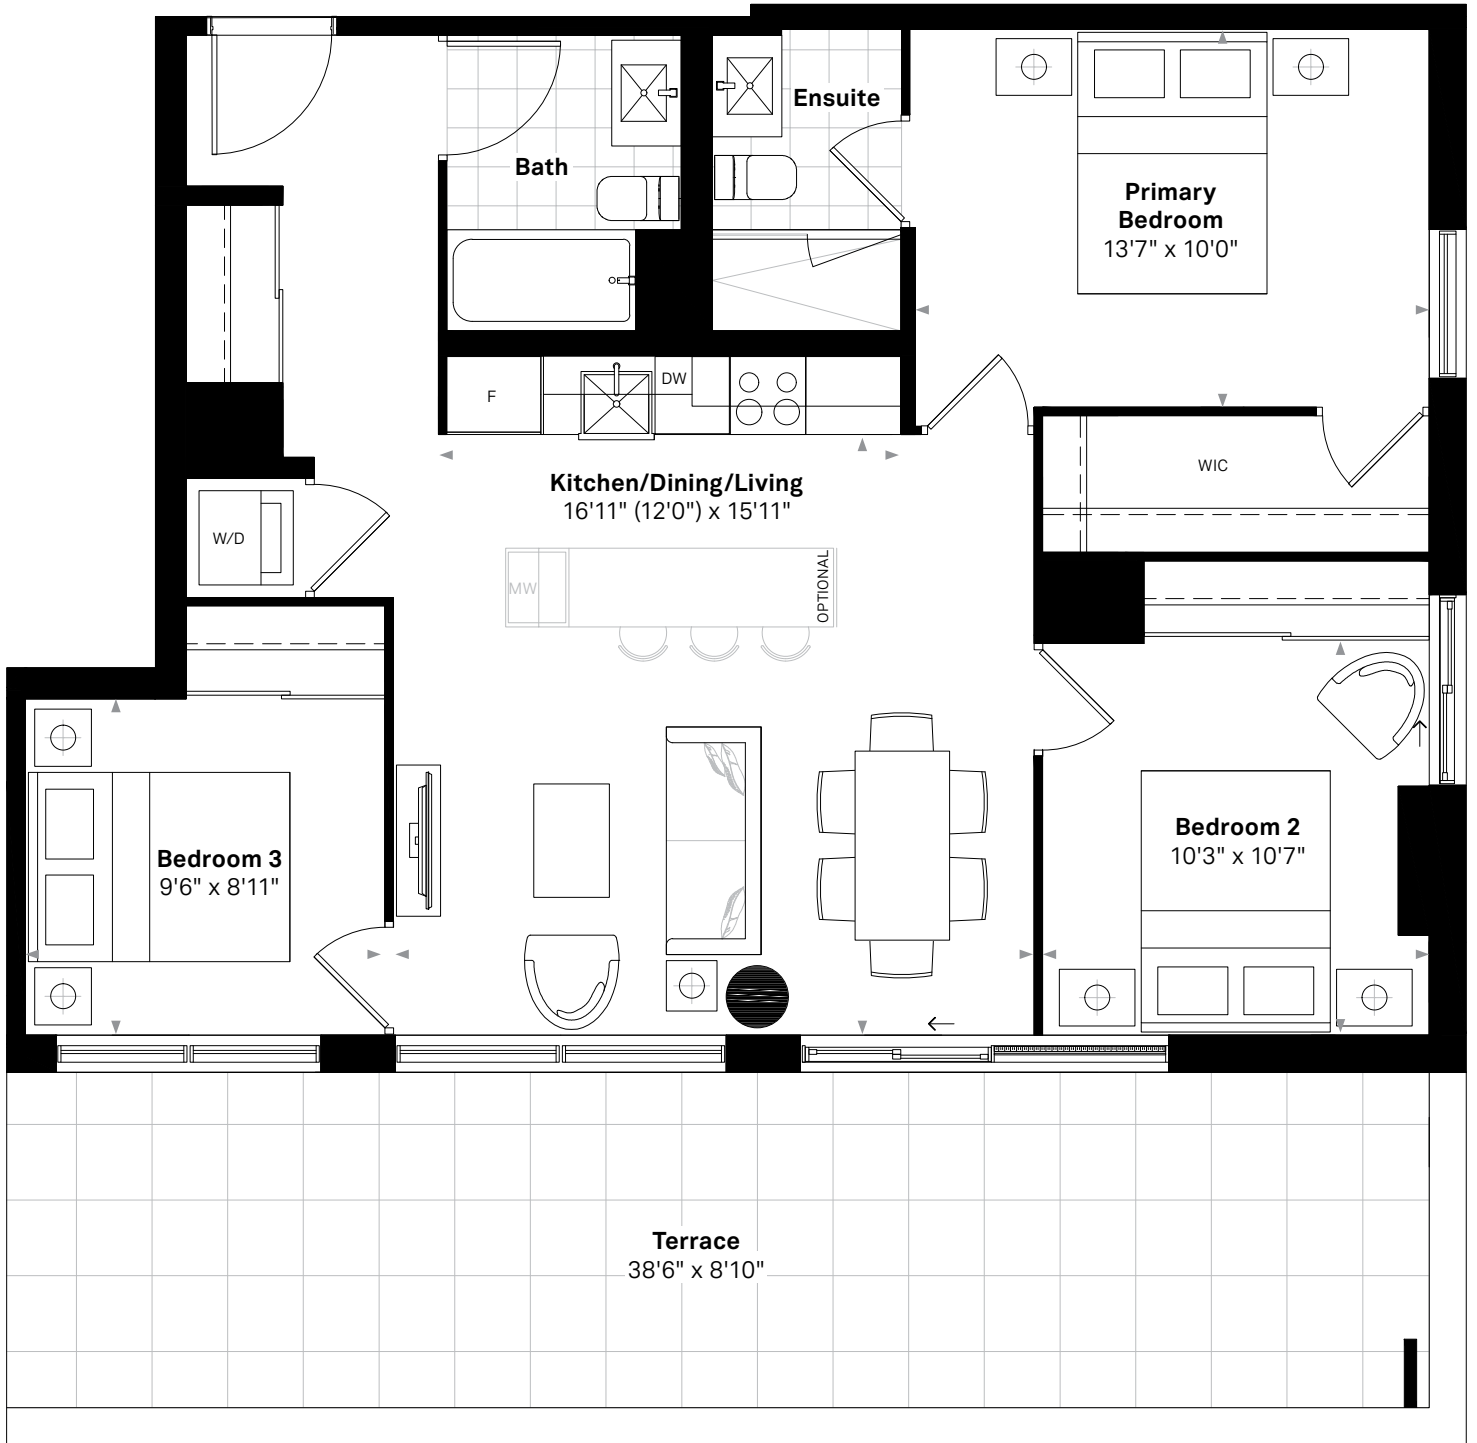 Ensuite
Bath
Primary
Bedroom
13'7" x 10'0"
F
DW
Kitchen/Dining/Living
16'11" (12'0") x 15'11"
WIC
W/D
MW
OPTIONAL
Bedroom 2
10'3" x 10'7"
Bedroom 3
9'6" x 8'11"
Terrace
38'6" x 8'10"